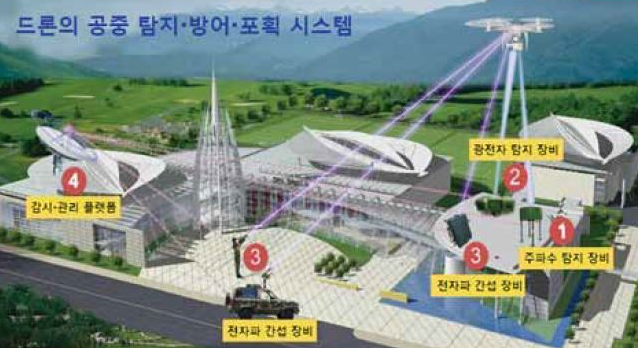 드론의 공중 탐지·방어·포획 시스템
광전자 탐지 장비
2
4
감시·관리 플랫폼
1
주파수 탐지 장비
3
전자파 간섭 장비
3
전자파 간섭 장비